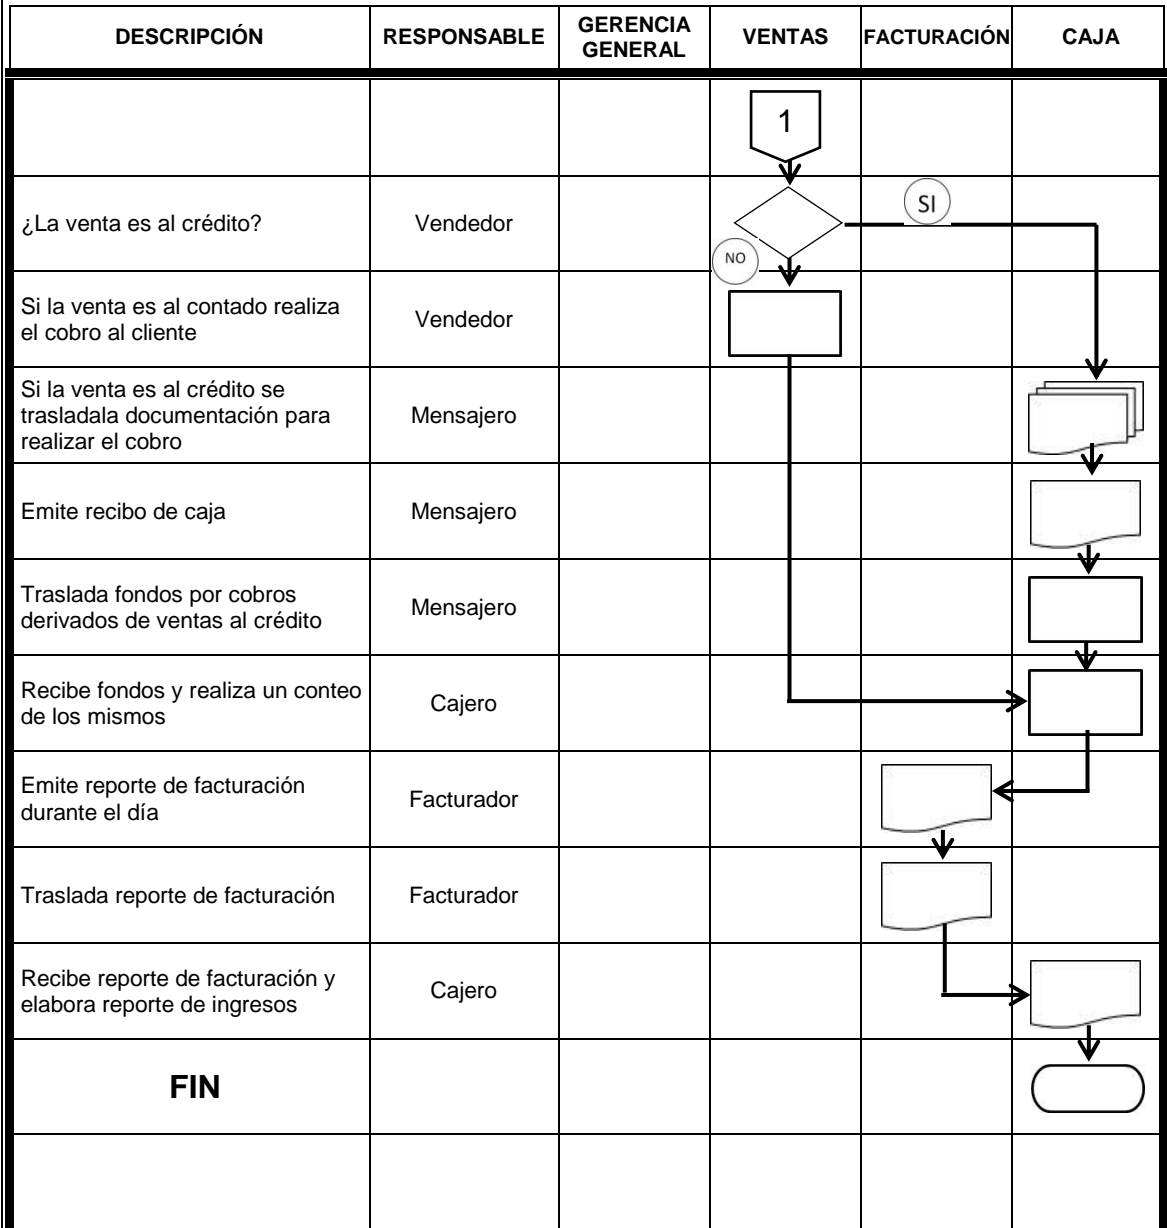 DESCRIPCIÓN RESPONSABLE GERENCIA GENERAL VENTAS FACTURACIÓN CAJA
1
¿La venta es al crédito? Vendedor SI
NO
Si la venta es al contado realiza
el cobro al cliente Vendedor
Si la venta es al crédito se
trasladala documentación para
realizar el cobro Mensajero
Emite recibo de caja Mensajero
Traslada fondos por cobros
derivados de ventas al crédito Mensajero
Recibe fondos y realiza un conteo
de los mismos Cajero
Emite reporte de facturación
durante el día Facturador
Traslada reporte de facturación Facturador
Recibe reporte de facturación y
elabora reporte de ingresos Cajero
FIN